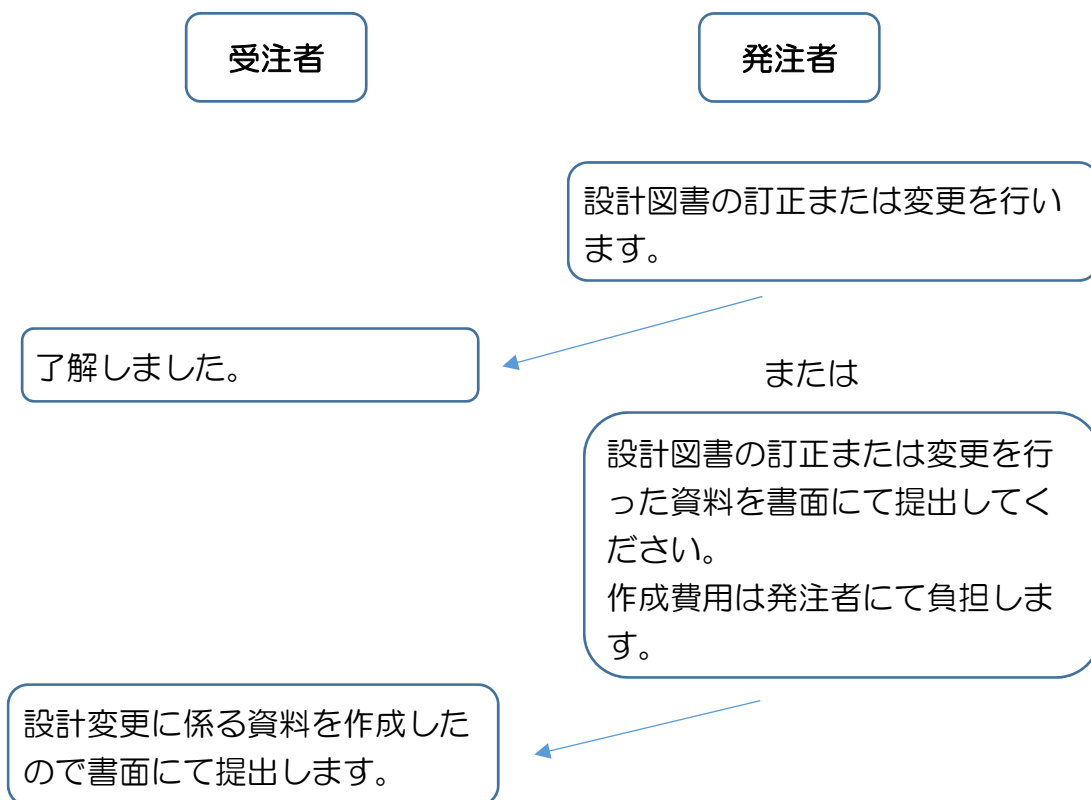 受注者
発注者
設計図書の訂正または変更を行い
ます。
了解しました。
または
設計図書の訂正または変更を行
った資料を書面にて提出してく
ださい。
作成費用は発注者にて負担しま
す。
設計変更に係る資料を作成した
ので書面にて提出します。